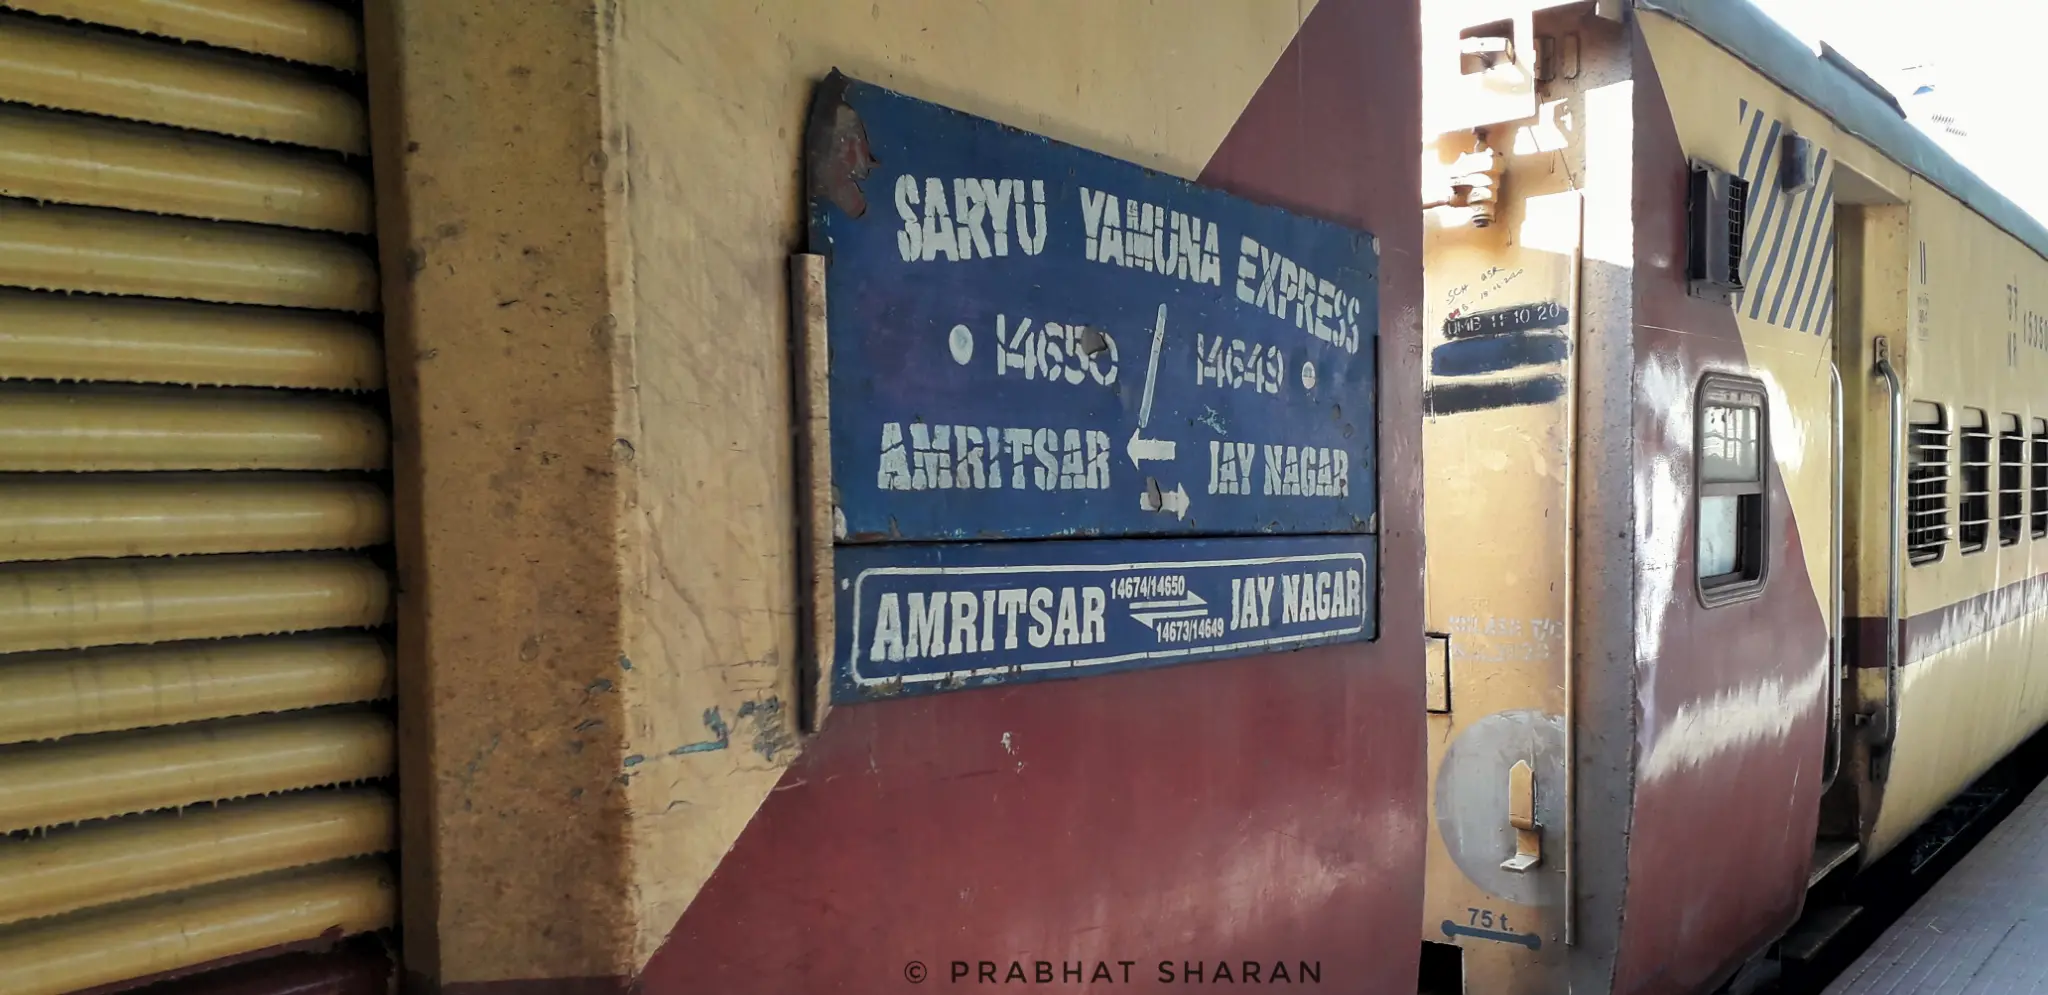 SARYU YAMUNA EXPRESS
14650 / 14649
AMRITSAR JAY NAGAR
AMRITSAR 14674/14650 JAY NAGAR
14673/14649
UMB 11 10 20
75 t.
© PRABHAT SHARAN